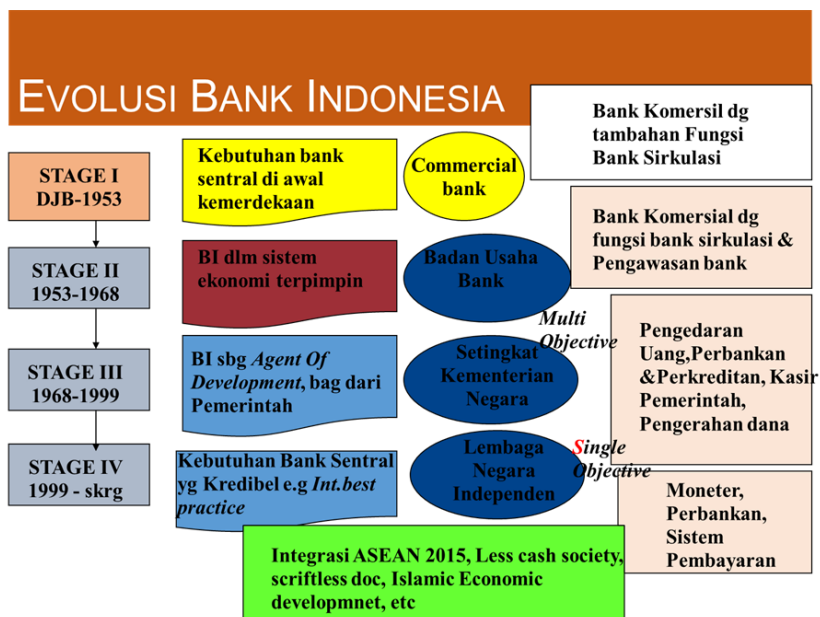 EVOLUSI BANK INDONESIA
Bank Komersil dg
tambahan Fungsi
Bank Sirkulasi
STAGE I
DJB-1953
Kebutuhan bank
sentral di awal
kemerdekaan
Commercial
bank
Bank Komersial dg
fungsi bank sirkulasi &
Pengawasan bank
STAGE II
1953-1968
BI dlm sistem
ekonomi terpimpin
Badan Usaha
Bank
Multi
Objective
STAGE III
1968-1999
BI sbg Agent Of
Development, bag dari
Pemerintah
Setingkat
Kementerian
Negara
Pengedaran
Uang,Perbankan
&Perkreditan, Kasir
Pemerintah,
Pengerahan dana
STAGE IV
1999 - skrg
Kebutuhan Bank Sentral
yg Kredibel e.g Int.best
practice
Lembaga
Negara
Independen
Single
Objective
Moneter,
Perbankan,
Sistem
Pembayaran
Integrasi ASEAN 2015, Less cash society,
scriftless doc, Islamic Economic
developmnet, etc